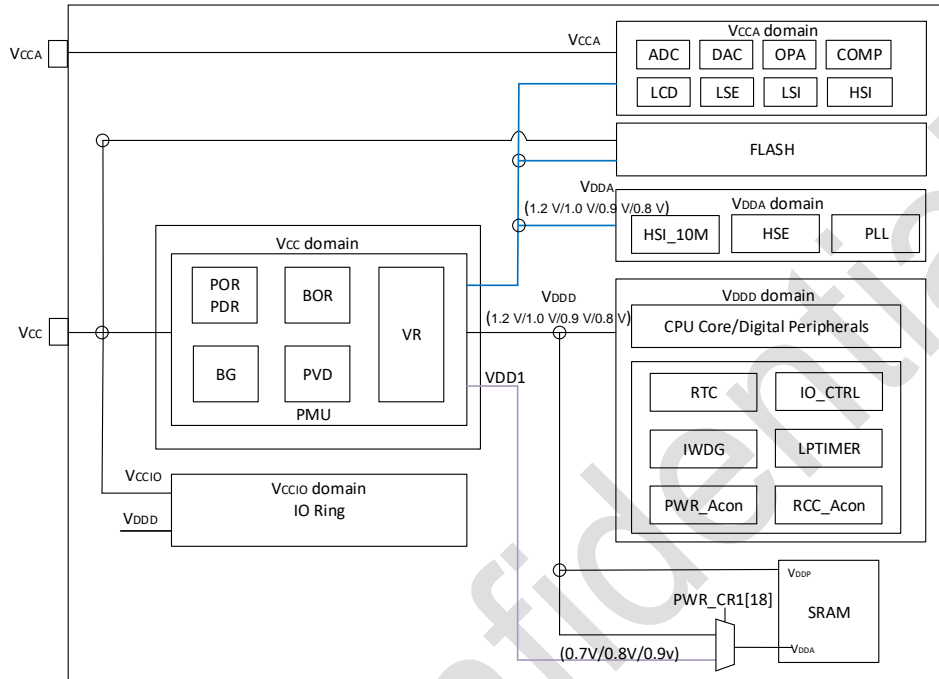 VCCA
VCCA
VCCA domain
ADC
DAC
OPA
COMP
LCD
LSE
LSI
HSI
FLASH
VDDA
(1.2 V/1.0 V/0.9 V/0.8 V)
VDDA domain
HSI_10M
HSE
PLL
VCC domain
POR
PDR
BOR
VR
BG
PVD
PMU
VCC
VDDD
(1.2 V/1.0 V/0.9 V/0.8 V)
VDD1
VDDD domain
CPU Core/Digital Peripherals
RTC
IO_CTRL
IWDG
LPTIMER
PWR_Acon
RCC_Acon
VCCIO
VDDD
VCCIO domain
IO Ring
VDDP
SRAM
VDDA
PWR_CR1[18]
(0.7V/0.8V/0.9v)
nfidentia